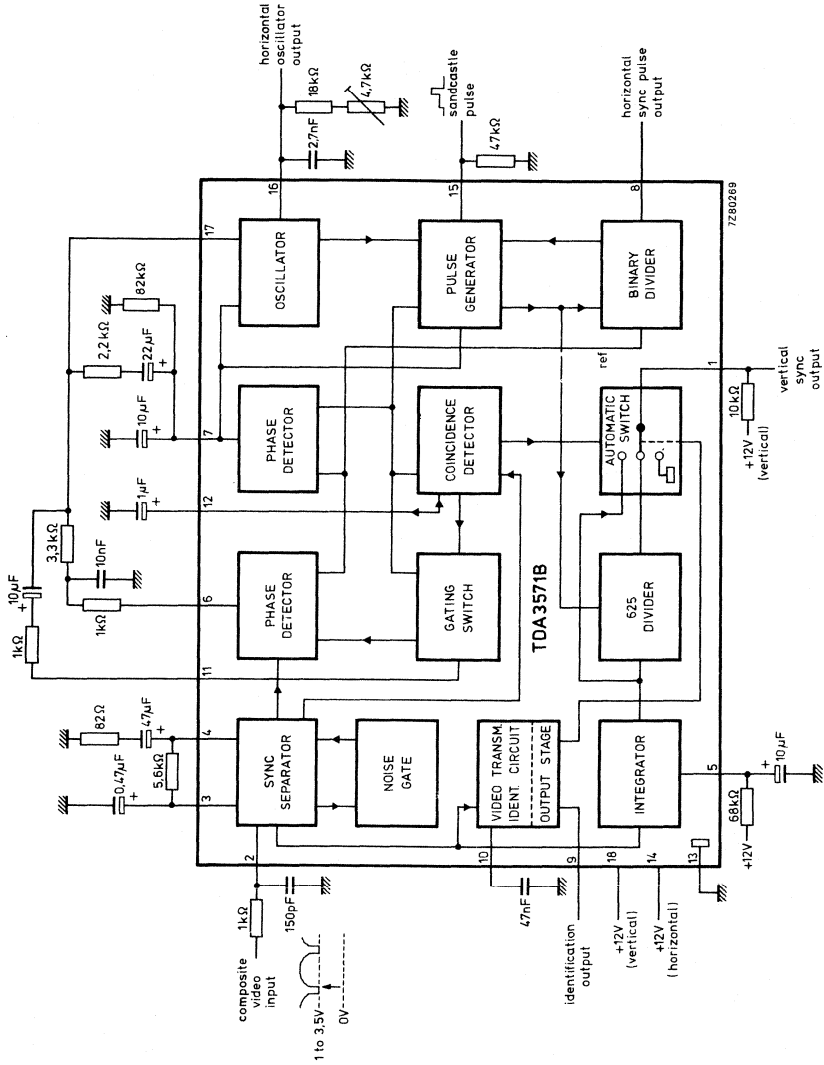 composite
video
input
1 to 3,5V
0V
1kΩ
150pF
2
0,47µF
+
82Ω
47µF
+
5,6kΩ
3
4
SYNC
SEPARATOR
NOISE
GATE
1kΩ
10µF
+
11
1kΩ
3,3kΩ
10nF
6
PHASE
DETECTOR
GATING
SWITCH
1µF
+
12
10µF
+
7
PHASE
DETECTOR
COINCIDENCE
DETECTOR
2,2kΩ
22µF
+
82kΩ
17
OSCILLATOR
16
horizontal
oscillator
output
2,7nF
18kΩ
4,7kΩ
PULSE
GENERATOR
15
sandcastle
pulse
47kΩ
BINARY
DIVIDER
8
horizontal
sync pulse
output
ref
TDA3571B
10
47nF
VIDEO TRANSM.
IDENT. CIRCUIT
OUTPUT STAGE
9
identification
output
INTEGRATOR
625
DIVIDER
AUTOMATIC
SWITCH
18
+12V
(vertical)
14
+12V
(horizontal)
13
5
68kΩ
+12V
+
10µF
1
10kΩ
+12V
(vertical)
vertical
sync
output
7Z80269